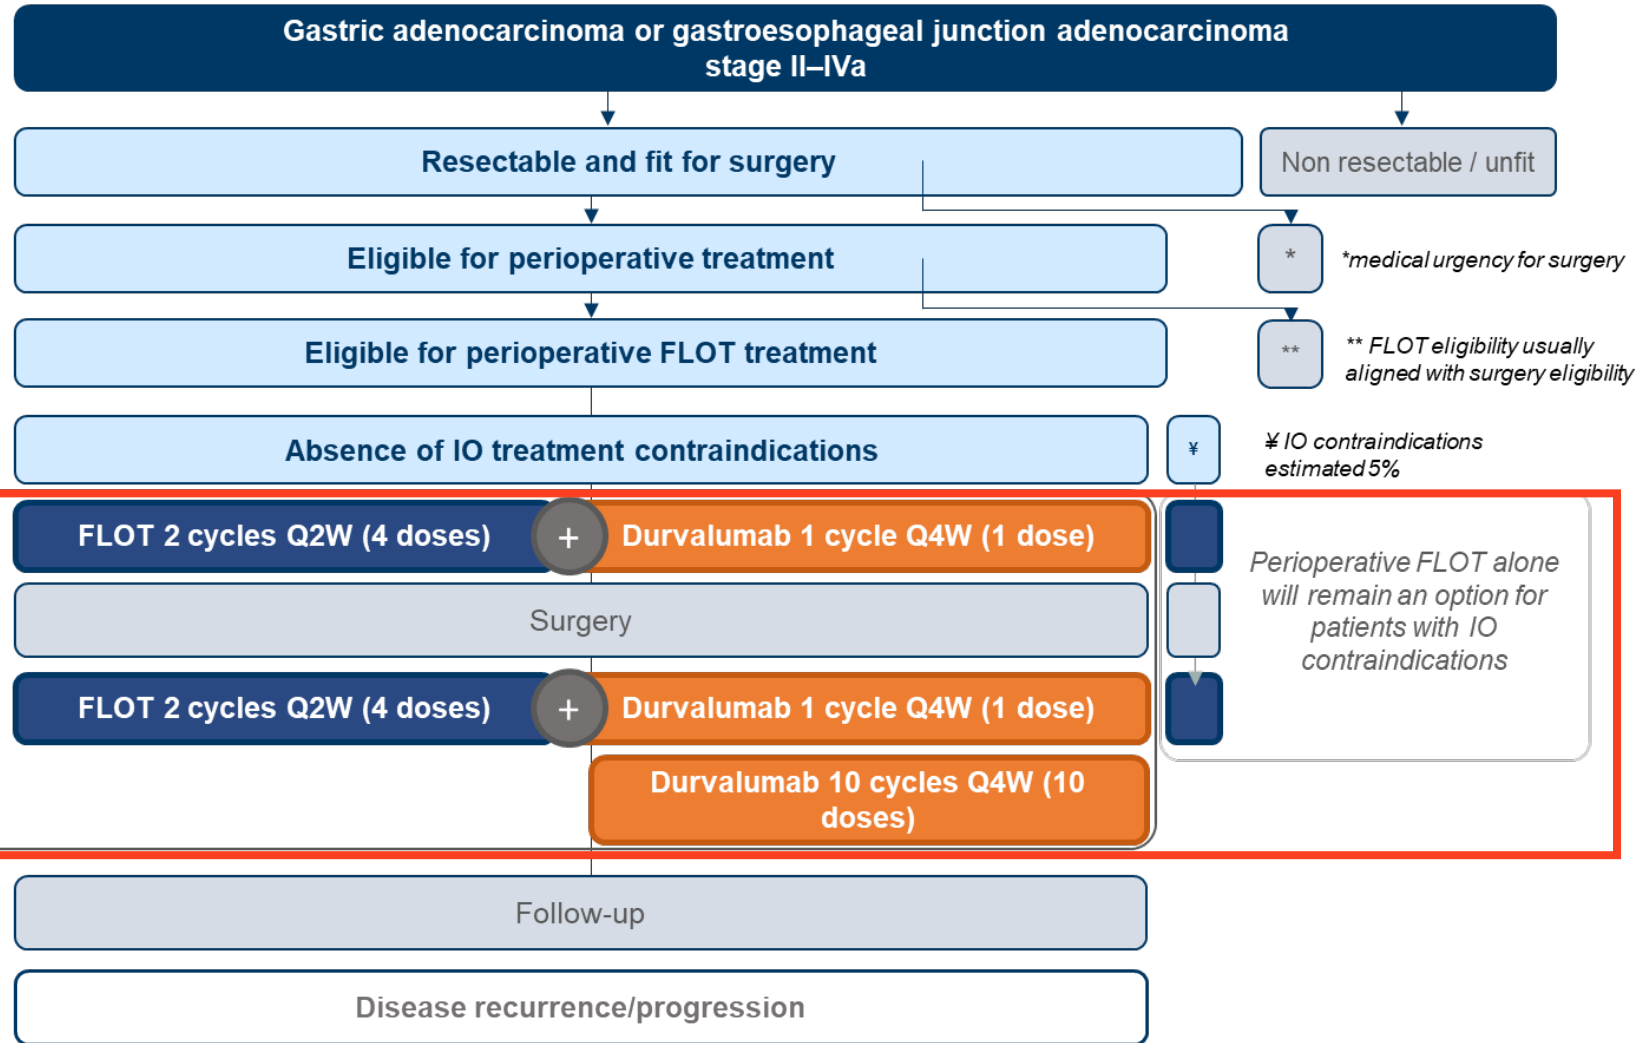 Gastric adenocarcinoma or gastroesophageal junction adenocarcinoma
stage II–IVa
Resectable and fit for surgery
Non resectable / unfit
Eligible for perioperative treatment
*
*medical urgency for surgery
Eligible for perioperative FLOT treatment
**
** FLOT eligibility usually
aligned with surgery eligibility
Absence of IO treatment contraindications
¥
¥ IO contraindications
estimated 5%
FLOT 2 cycles Q2W (4 doses)
+
Durvalumab 1 cycle Q4W (1 dose)
Perioperative FLOT alone
will remain an option for
patients with IO
contraindications
Surgery
FLOT 2 cycles Q2W (4 doses)
+
Durvalumab 1 cycle Q4W (1 dose)
Durvalumab 10 cycles Q4W (10
doses)
Follow-up
Disease recurrence/progression